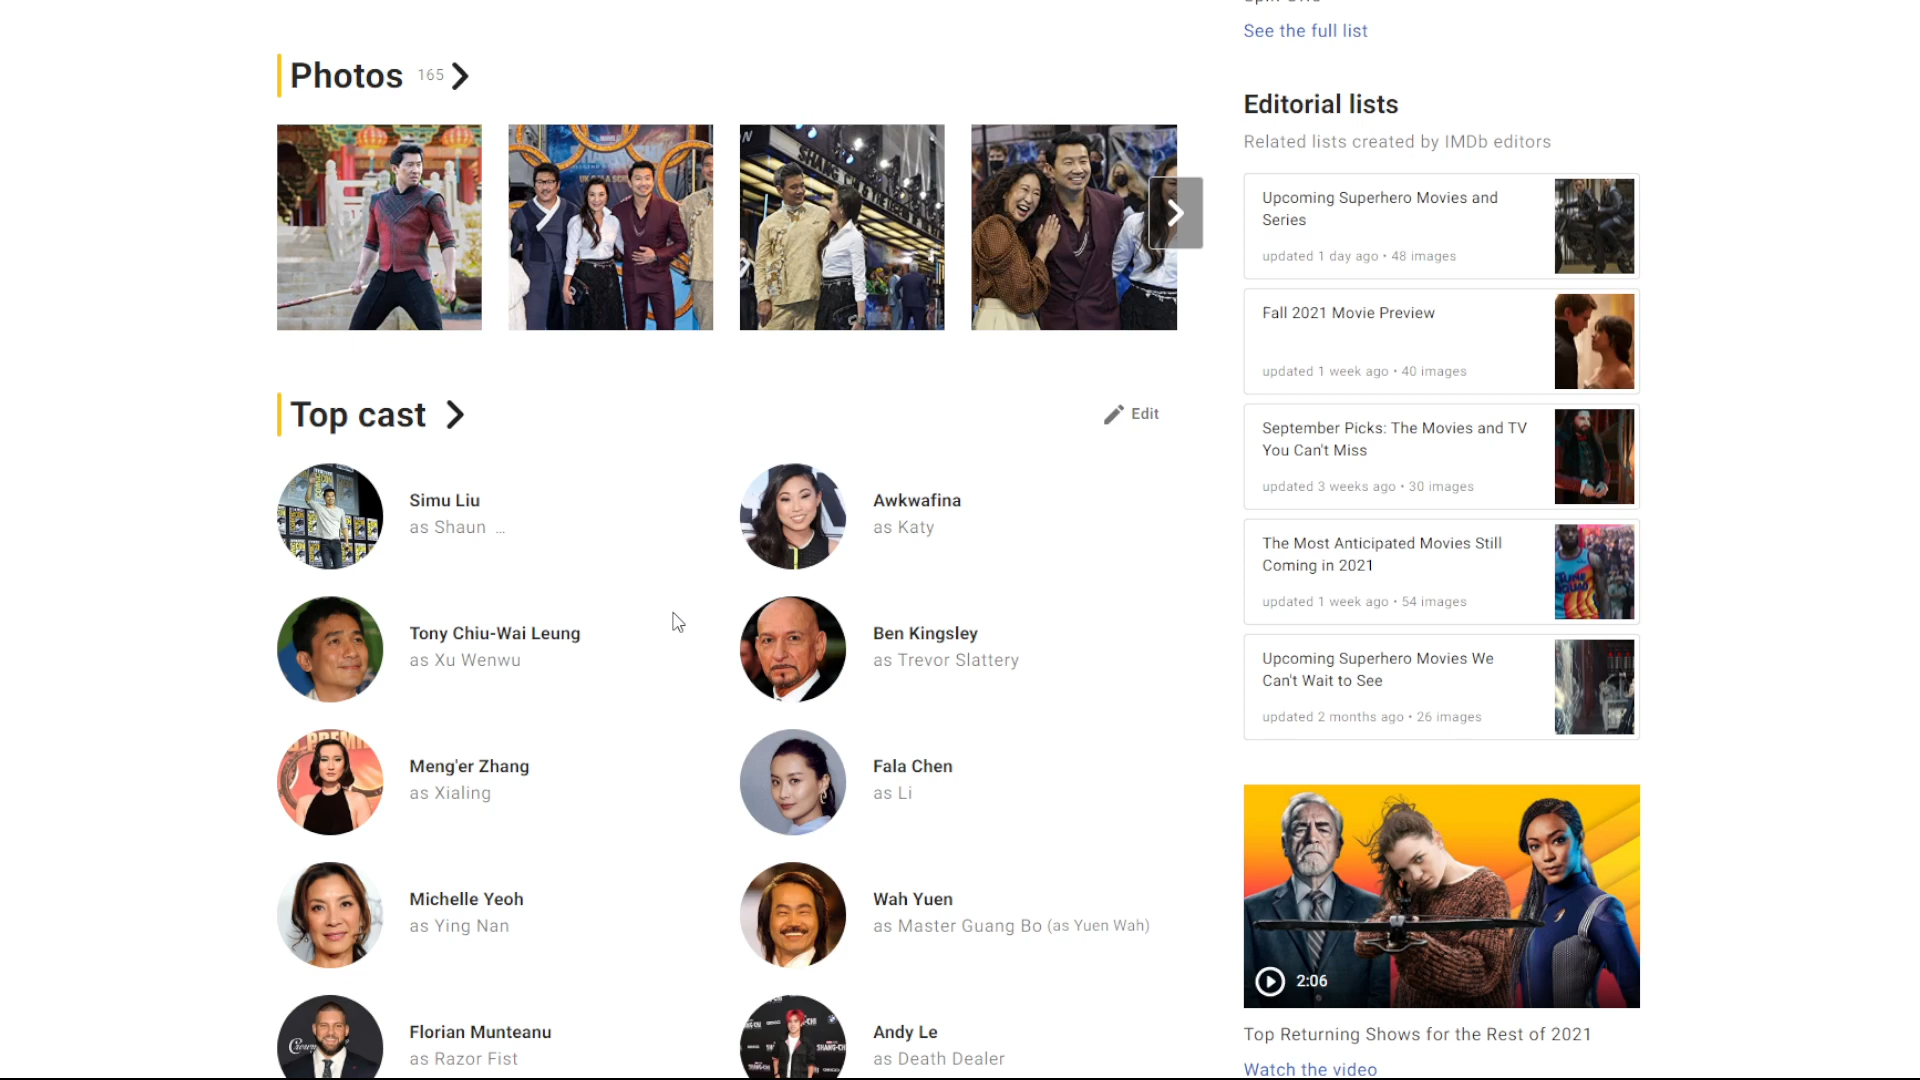 See the full list
Photos 165
Editorial lists
Related lists created by IMDb editors
Upcoming Superhero Movies and
Series
updated 1 day ago • 48 images
Fall 2021 Movie Preview
updated 1 week ago • 40 images
September Picks: The Movies and TV
You Can't Miss
updated 3 weeks ago • 30 images
The Most Anticipated Movies Still
Coming in 2021
updated 1 week ago • 54 images
Upcoming Superhero Movies We
Can't Wait to See
updated 2 months ago • 26 images
Top cast
Edit
Simu Liu
as Shaun ...
Awkwafina
as Katy
Tony Chiu-Wai Leung
as Xu Wenwu
Ben Kingsley
as Trevor Slattery
Meng'er Zhang
as Xialing
Fala Chen
as Li
Michelle Yeoh
as Ying Nan
Wah Yuen
as Master Guang Bo (as Yuen Wah)
Florian Munteanu
as Razor Fist
Andy Le
as Death Dealer
2:06
Top Returning Shows for the Rest of 2021
Watch the video